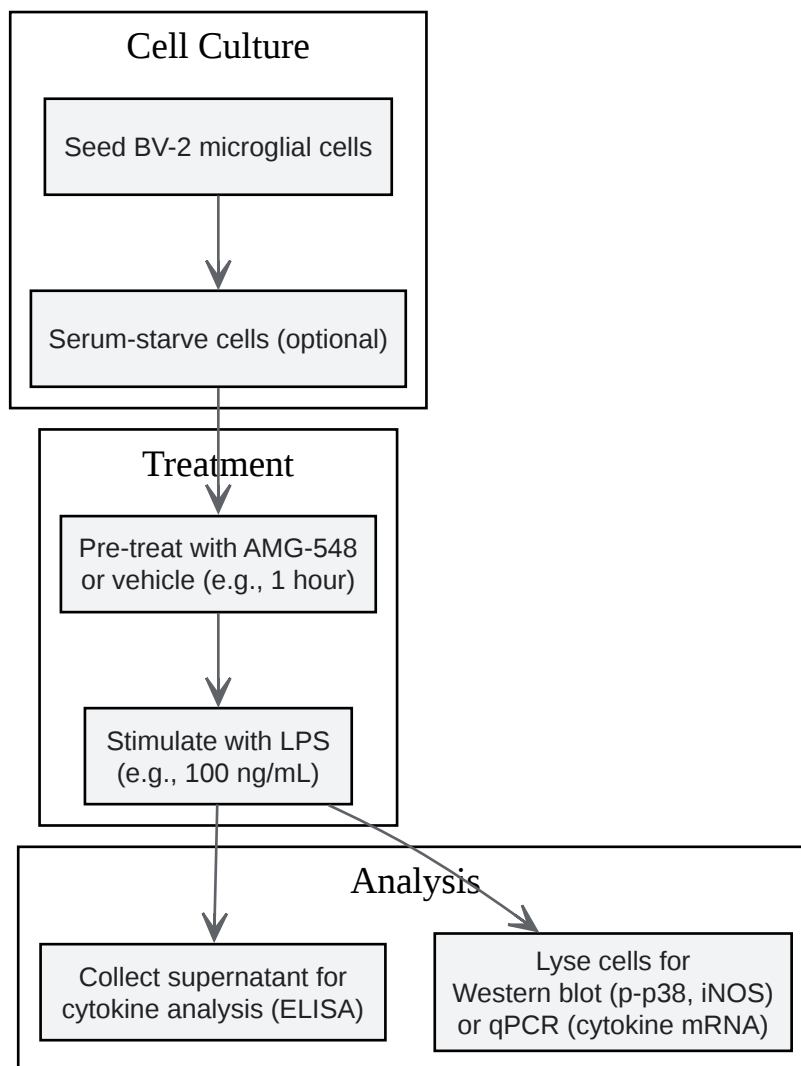 Cell Culture
Seed BV-2 microglial cells
Serum-starve cells (optional)
Treatment
Pre-treat with AMG-548
or vehicle (e.g., 1 hour)
Stimulate with LPS
(e.g., 100 ng/mL)
Analysis
Collect supernatant for
cytokine analysis (ELISA)
Lyse cells for
Western blot (p-p38, iNOS)
or qPCR (cytokine mRNA)